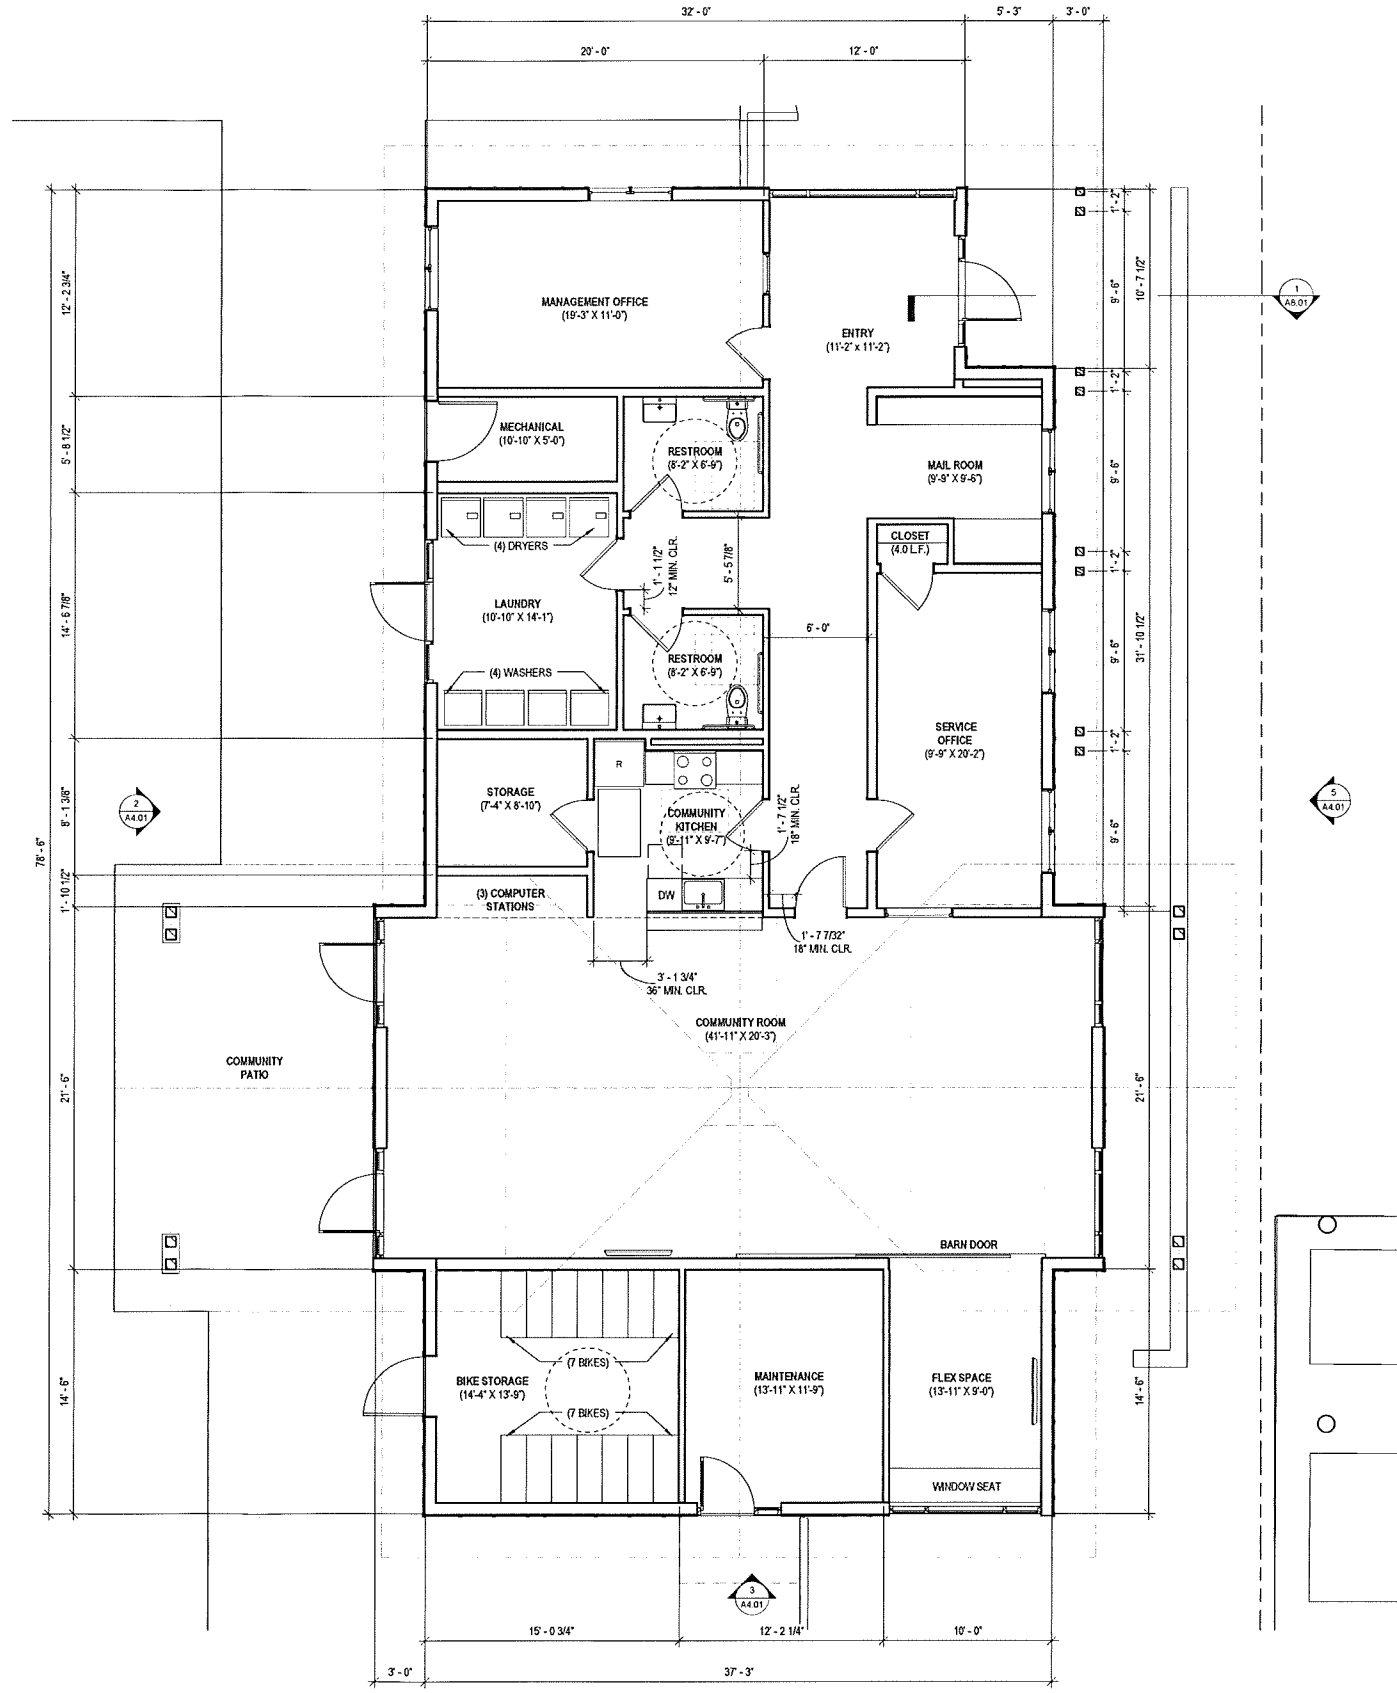 32' - 0"
5' - 3"
3' - 0"
20' - 0"
12' - 0"
1' - 2"
12' - 2 3/4"
MANAGEMENT OFFICE
(19'-3" X 11'-0")
ENTRY
(11'-2" x 11'-2")
9' - 6"
10' - 7 1/2"
1
A6.01
1' - 2"
5' - 8 1/2"
MECHANICAL
(10'-10" X 5'-0")
RESTROOM
(8'-2" X 6'-9")
MAIL ROOM
(9'-9" X 9'-6")
9' - 6"
(4) DRYERS
1' - 1 1/2"
12" MIN. CLR.
5' - 5 7/8"
CLOSET
(4.0 L.F.)
1' - 2"
14' - 6 7/8"
LAUNDRY
(10'-10" X 14'-1")
6' - 0"
9' - 6"
31' - 10 1/2"
(4) WASHERS
RESTROOM
(8'-2" X 6'-9")
SERVICE
OFFICE
(9'-9" X 20'-2")
1' - 2"
R
2
A4.01
8' - 1 3/8"
STORAGE
(7'-4" X 8'-10")
COMMUNITY
KITCHEN
(9'-11" X 9'-7")
1' - 7 1/2"
18" MIN. CLR.
9' - 6"
5
A4.01
78' - 6"
1' - 10 1/2"
(3) COMPUTER
STATIONS
DW
1' - 7 7/32"
18" MIN. CLR.
3' - 1 3/4"
36" MIN. CLR.
COMMUNITY ROOM
(41'-11" X 20'-3")
COMMUNITY
PATIO
21' - 6"
21' - 6"
BARN DOOR
14' - 6"
(7 BIKES)
BIKE STORAGE
(14'-4" X 13'-9")
(7 BIKES)
MAINTENANCE
(13'-11" X 11'-9")
FLEX SPACE
(13'-11" X 9'-0")
14' - 6"
WINDOW SEAT
3
A4.01
15' - 0 3/4"
12' - 2 1/4"
10' - 0"
3' - 0"
37' - 3"